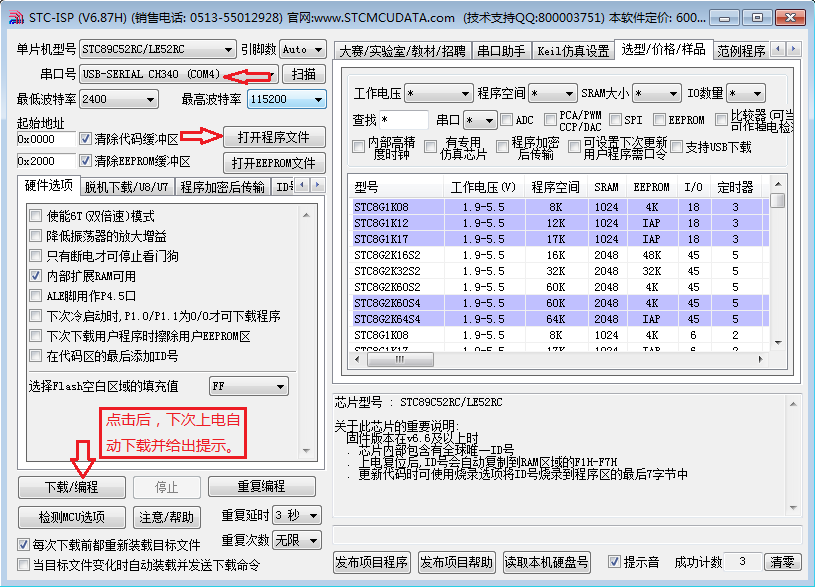 STC-ISP (V6.87H) (销售电话: 0513-55012928) 官网:www.STCMCUDATA.com (技术支持QQ:800003751) 本软件定价: 600...
单片机型号 STC89C52RC/LE52RC 引脚数 Auto
串口号 USB-SERIAL CH340 (COM4) 扫描
最低波特率 2400 最高波特率 115200
起始地址
0x0000 清除代码缓冲区 打开程序文件
0x2000 清除EEPROM缓冲区 打开EEPROM文件
硬件选项 脱机下载/U8/U7 程序加密后传输 ID号
使能6T(双倍速)模式
降低振荡器的放大增益
只有断电才可停止看门狗
内部扩展RAM可用
ALE脚用作P4.5口
下次冷启动时,P1.0/P1.1为0/0才可下载程序
下次下载用户程序时擦除用户EEPROM区
在代码区的最后添加ID号
选择Flash空白区域的填充值 FF
点击后，下次上电自
动下载并给出提示。
下载/编程 停止 重复编程
检测MCU选项 注意/帮助 重复延时 3 秒
每次下载前都重新装载目标文件 重复次数 无限
当目标文件变化时自动装载并发送下载命令
大赛/实验室/教材/招聘 串口助手 Keil仿真设置 选型/价格/样品 范例程序
工作电压 * 程序空间 * SRAM大小 * IO数量 *
查找 * 串口 * ADC PCA/PWM CCP/DAC SPI EEPROM 比较器(可当 可作掉电检
内部高精度时钟 有专用仿真芯片 程序加密后传输 可设置下次更新用户程序需口令 支持USB下载
型号 工作电压(V) 程序空间 SRAM EEPROM I/O 定时器
STC8G1K08 1.9-5.5 8K 1024 4K 18 3
STC8G1K12 1.9-5.5 12K 1024 IAP 18 3
STC8G1K17 1.9-5.5 17K 1024 IAP 18 3
STC8G2K16S2 1.9-5.5 16K 2048 48K 45 5
STC8G2K32S2 1.9-5.5 32K 2048 32K 45 5
STC8G2K60S2 1.9-5.5 60K 2048 4K 45 5
STC8G2K60S4 1.9-5.5 60K 2048 4K 45 5
STC8G2K64S4 1.9-5.5 64K 2048 IAP 45 5
STC8G1K08 1.9-5.5 8K 1024 4K 6 2
STC8G1K17 1.9-5.5 17K 1024 IAP 6 2
芯片型号 : STC89C52RC/LE52RC
关于此芯片的重要说明:
固件版本在v6.6及以上时
. 芯片内部包含有全球唯一ID号
. 上电复位后,ID号会自动复制到RAM区域的F1H-F7H
. 更新代码时可使用烧录选项将ID号烧录到程序区的最后7字节中
发布项目程序 发布项目帮助 读取本机硬盘号 提示音 成功计数 3 清零